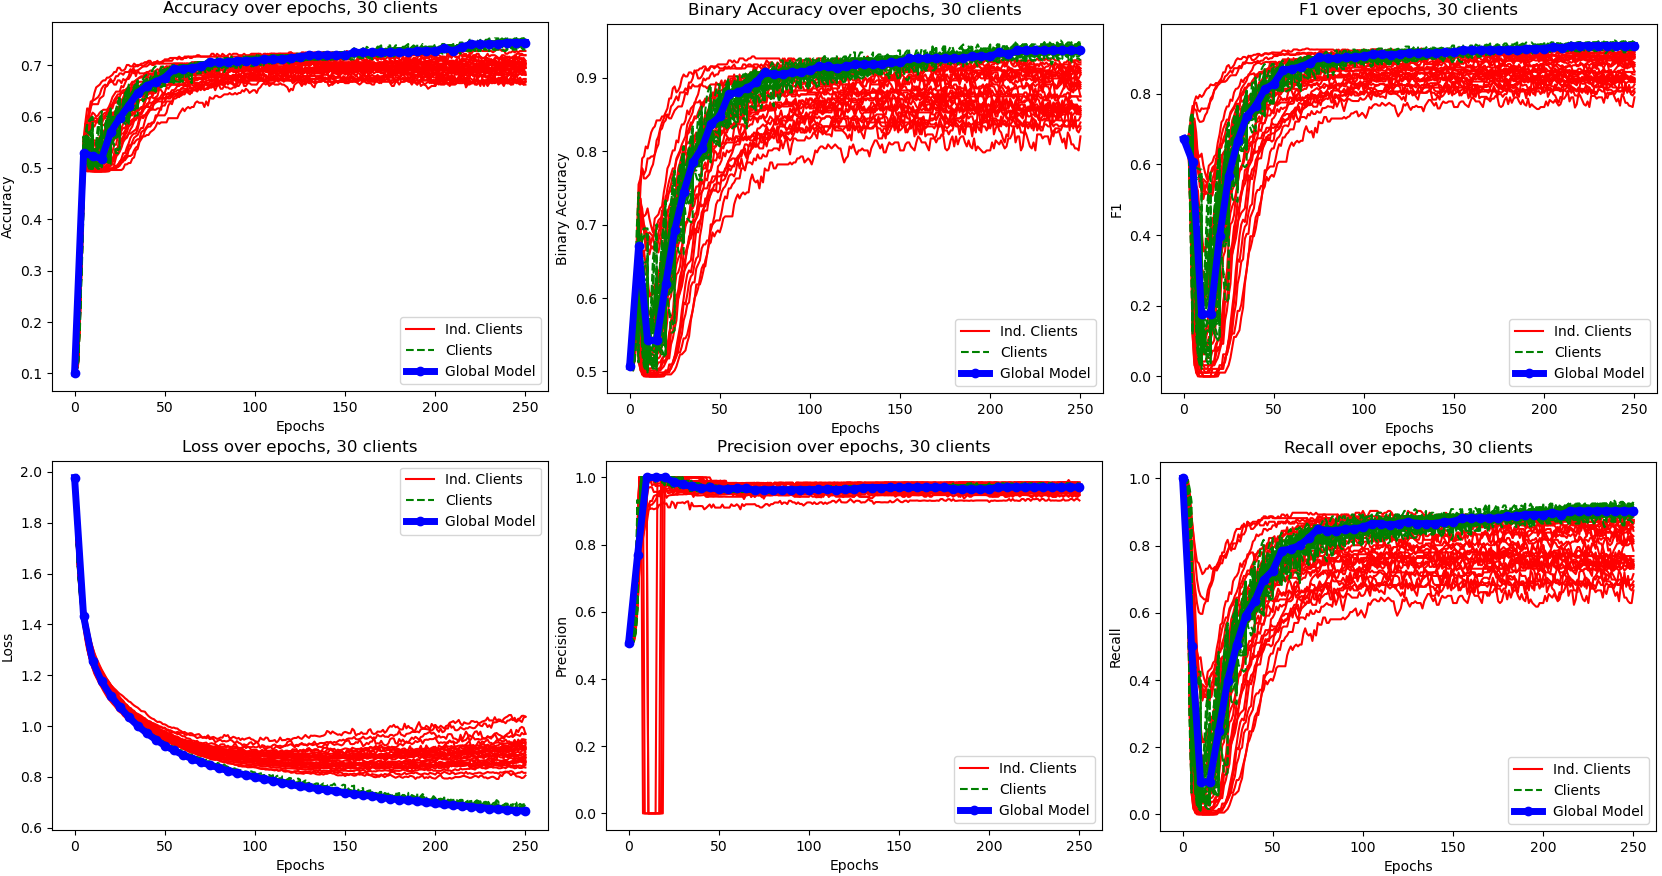 Accuracy over epochs, 30 clients
Accuracy
0.7
0.6
0.5
0.4
0.3
0.2
0.1
Ind. Clients
Clients
Global Model
0 50 100 150 200 250
Epochs
Binary Accuracy over epochs, 30 clients
Binary Accuracy
0.9
0.8
0.7
0.6
0.5
Ind. Clients
Clients
Global Model
0 50 100 150 200 250
Epochs
F1 over epochs, 30 clients
F1
0.8
0.6
0.4
0.2
0.0
Ind. Clients
Clients
Global Model
0 50 100 150 200 250
Epochs
Loss over epochs, 30 clients
Loss
2.0
1.8
1.6
1.4
1.2
1.0
0.8
0.6
Ind. Clients
Clients
Global Model
0 50 100 150 200 250
Epochs
Precision over epochs, 30 clients
Precision
1.0
0.8
0.6
0.4
0.2
0.0
Ind. Clients
Clients
Global Model
0 50 100 150 200 250
Epochs
Recall over epochs, 30 clients
Recall
1.0
0.8
0.6
0.4
0.2
0.0
Ind. Clients
Clients
Global Model
0 50 100 150 200 250
Epochs